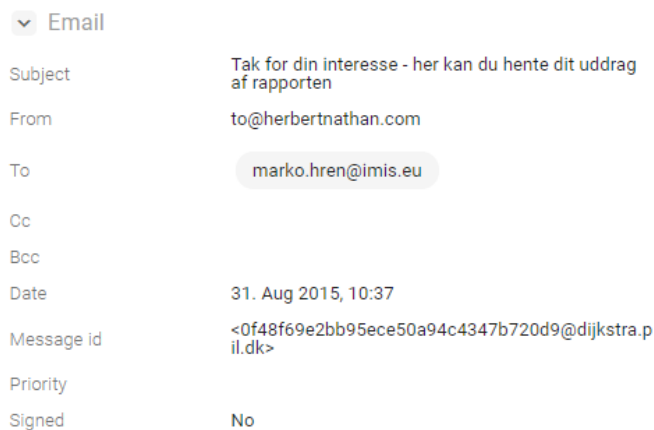 Email
Subject
Tak for din interesse - her kan du hente dit uddrag
af rapporten
From
to@herbertnathan.com
To
marko.hren@imis.eu
Cc
Bcc
Date
31. Aug 2015, 10:37
Message id
<0f48f69e2bb95ece50a94c4347b720d9@dijkstra.p
il.dk>
Priority
Signed
No